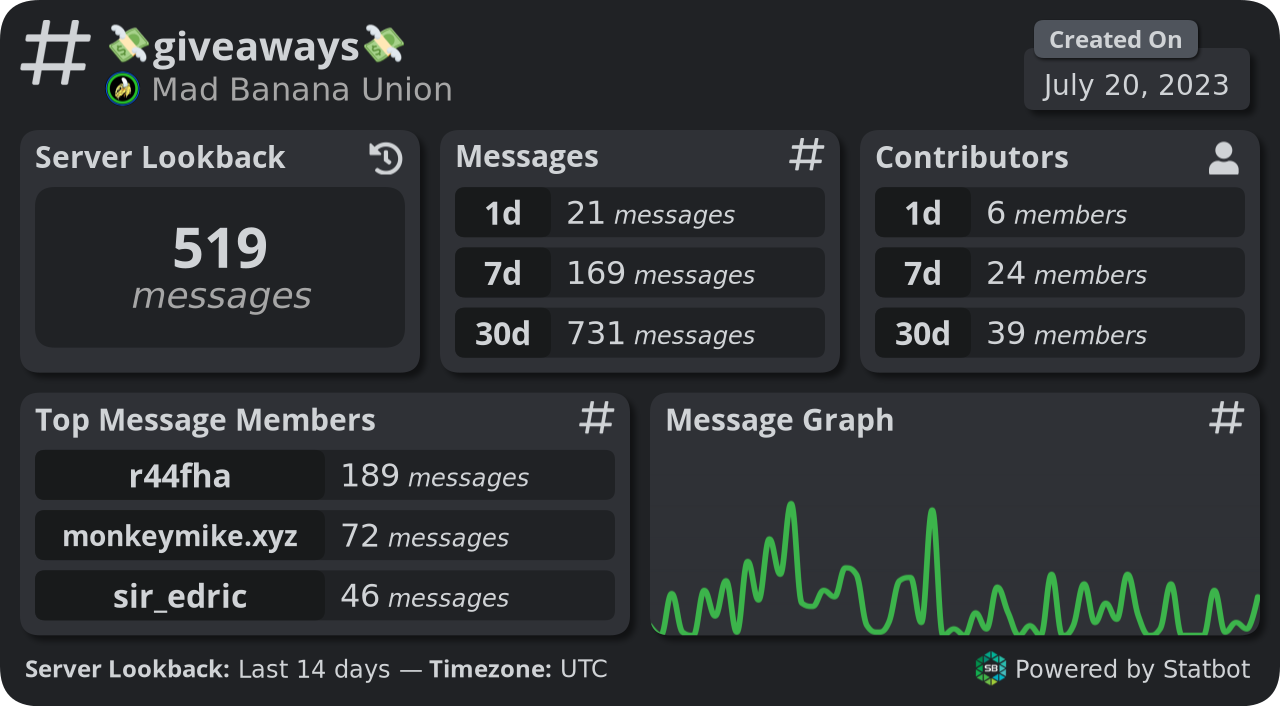 💸giveaways💸
Mad Banana Union
Created On
July 20, 2023
Server Lookback
519
messages
Messages
1d 21 messages
7d 169 messages
30d 731 messages
Contributors
1d 6 members
7d 24 members
30d 39 members
Top Message Members
r44fha 189 messages
monkeymike.xyz 72 messages
sir_edric 46 messages
Message Graph
Server Lookback: Last 14 days — Timezone: UTC
SB Powered by Statbot